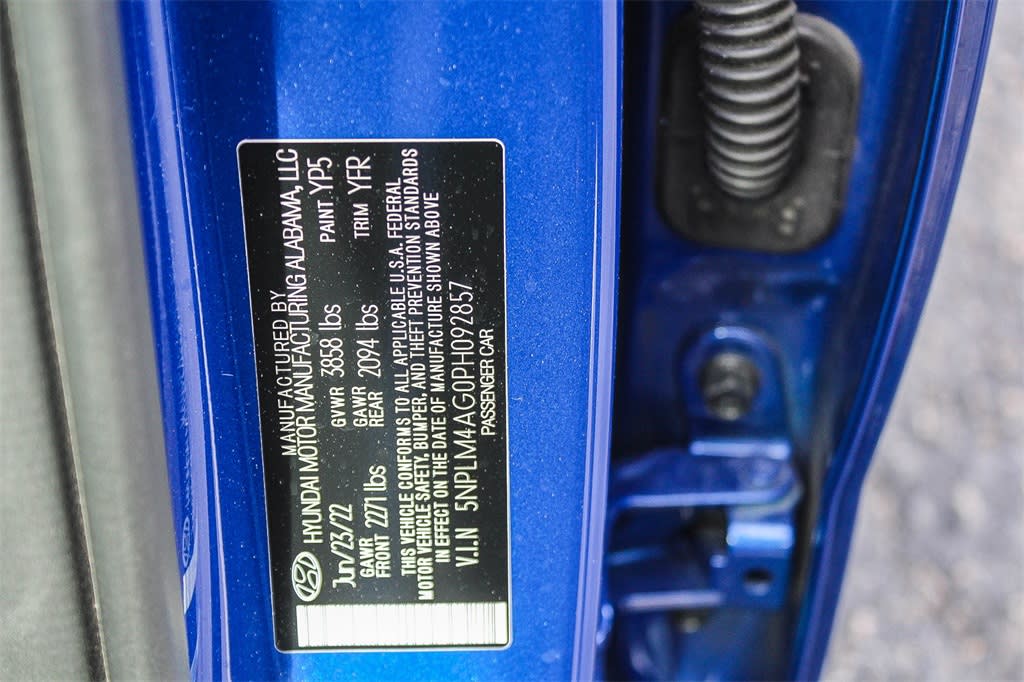 MANUFACTURED BY
HYUNDAI MOTOR MANUFACTURING ALABAMA, LLC
Jun/23/22 GVWR 3858 lbs PAINT YP5
GAWR FRONT 2271 lbs GAWR REAR 2094 lbs TRIM YFR
THIS VEHICLE CONFORMS TO ALL APPLICABLE U.S.A. FEDERAL
MOTOR VEHICLE SAFETY, BUMPER, AND THEFT PREVENTION STANDARDS
IN EFFECT ON THE DATE OF MANUFACTURE SHOWN ABOVE
V.I.N 5NPLM4AG0PH092857
PASSENGER CAR